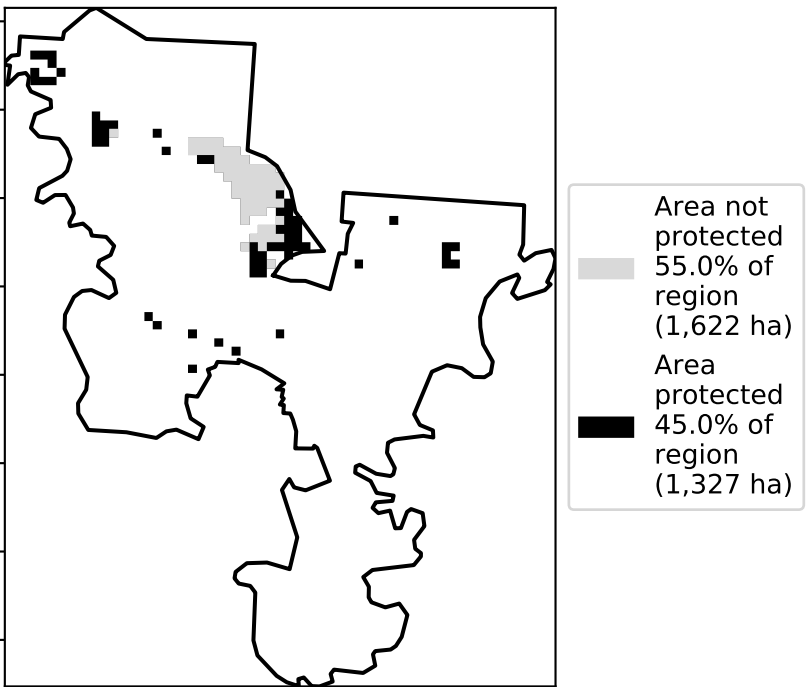 Area not
protected
55.0% of
region
(1,622 ha)
Area
protected
45.0% of
region
(1,327 ha)